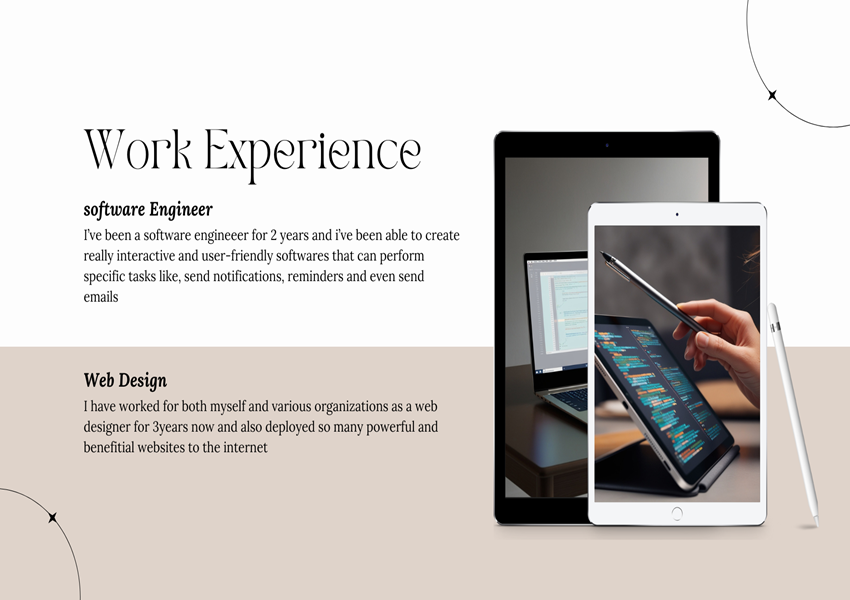 Work Experience
software Engineer
I've been a software engineeer for 2 years and i've been able to create
really interactive and user-friendly softwares that can perform
specific tasks like, send notifications, reminders and even send
emails
Web Design
I have worked for both myself and various organizations as a web
designer for 3years now and also deployed so many powerful and
benefitial websites to the internet